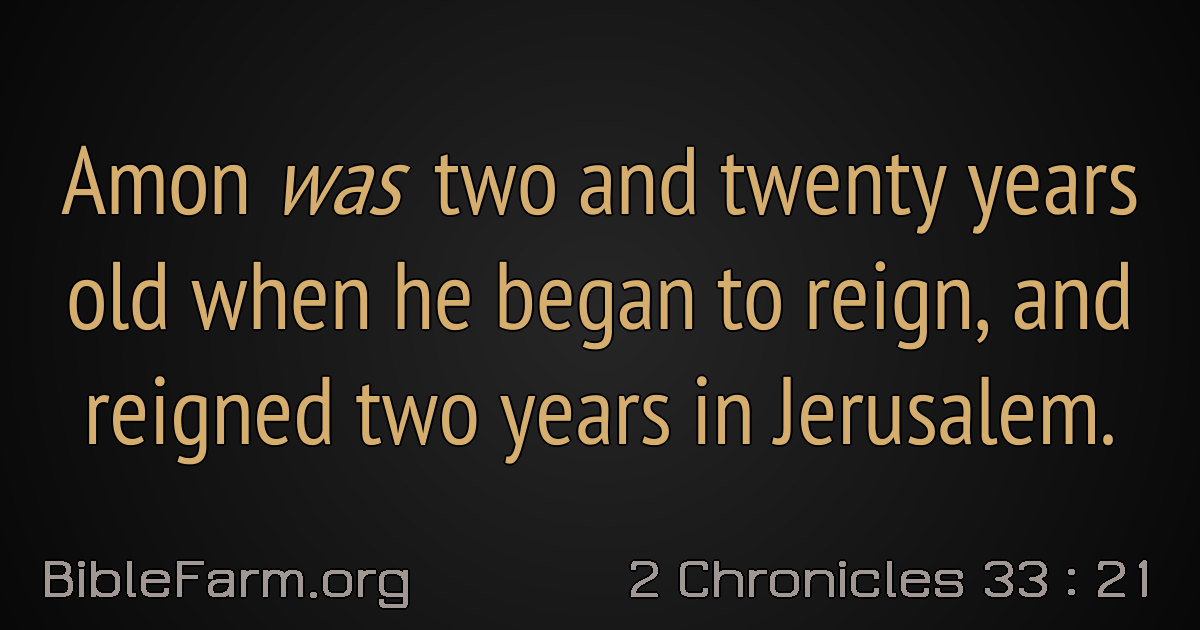 Amon was two and twenty years
old when he began to reign, and
reigned two years in Jerusalem.
BibleFarm.org
2 Chronicles 33 : 21